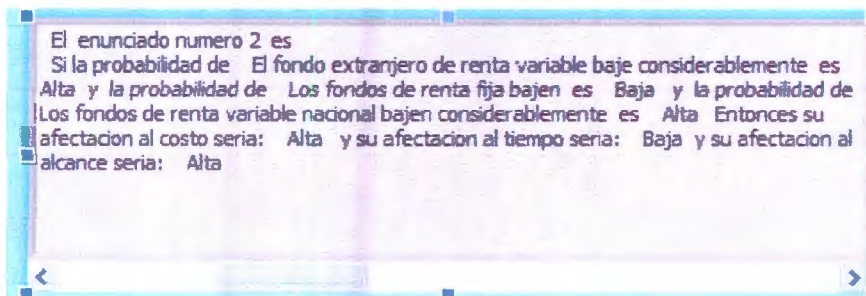 El enunciado numero 2 es
Si la probabilidad de El fondo extranjero de renta variable baje considerablemente es
Alta y la probabilidad de Los fondos de renta fija bajen es Baja y la probabilidad de
Los fondos de renta variable nacional bajen considerablemente es Alta Entonces su
afectacion al costo seria: Alta y su afectacion al tiempo seria: Baja y su afectacion al
alcance seria: Alta